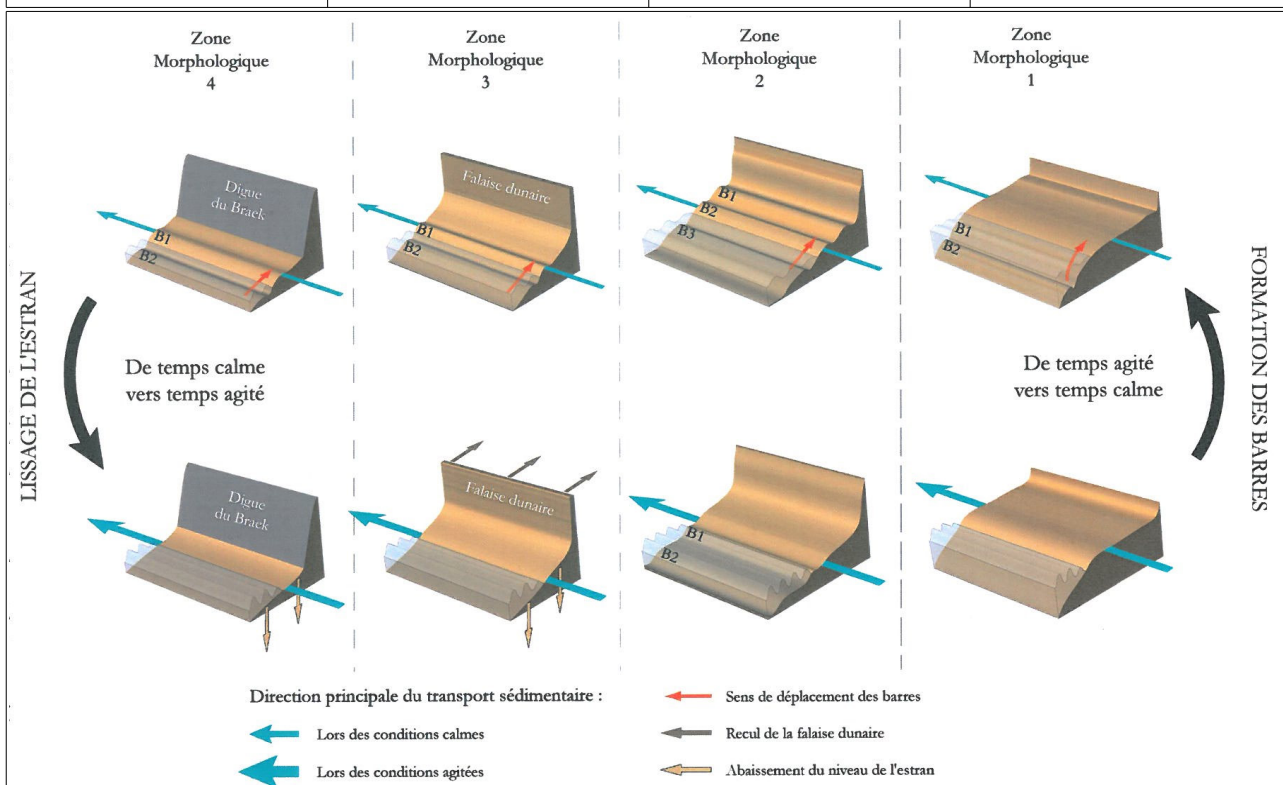 Zone
Morphologique
4
Zone
Morphologique
3
Zone
Morphologique
2
Zone
Morphologique
1
Digue
du Braek
B1
B2
Falaise dunaire
B1
B2
B1
B2
B3
B1
B2
LISSAGE DE L'ESTRAN
De temps calme
vers temps agité
De temps agité
vers temps calme
FORMATION DES BARRES
Digue
du Braek
Falaise dunaire
B1
B2
Direction principale du transport sédimentaire :
Lors des conditions calmes
Lors des conditions agitées
Sens de déplacement des barres
Recul de la falaise dunaire
Abaissement du niveau de l'estran